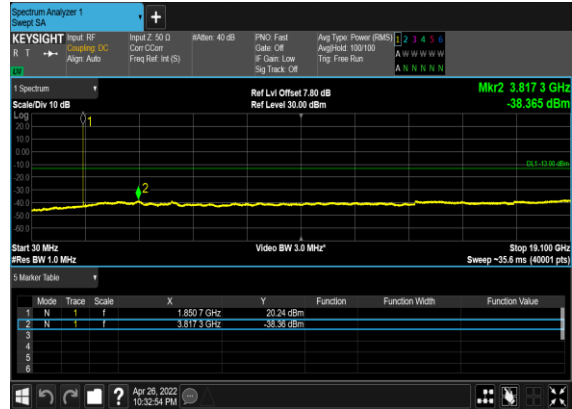 Spectrum Analyzer 1
Swept SA
+
KEYSIGHT Input: RF Input Z: 50 Ω #Atten: 40 dB PNO: Fast Avg Type: Power (RMS) 1 2 3 4 5 6
R T Coupling: DC Corr CCorr Gate: Off Avg|Hold: 100/100 A W W W W W
Align: Auto Freq Ref: Int (S) IF Gain: Low Trig: Free Run
Sig Track: Off A N N N N N
1 Spectrum Ref Lvl Offset 7.80 dB Mkr2 3.817 3 GHz
Scale/Div 10 dB Ref Level 30.00 dBm -38.365 dBm
Log
1
20.0
10.0
0.00
-10.0
DL1 -13.00 dBm
-20.0
-30.0
2
-40.0
-50.0
-60.0
Start 30 MHz Video BW 3.0 MHz* Stop 19.100 GHz
#Res BW 1.0 MHz Sweep ~35.6 ms (40001 pts)
5 Marker Table
Mode Trace Scale X Y Function Function Width Function Value
1 N 1 f 1.850 7 GHz 20.24 dBm
2 N 1 f 3.817 3 GHz -38.36 dBm
3
4
5
6
? Apr 26, 2022
10:32:54 PM